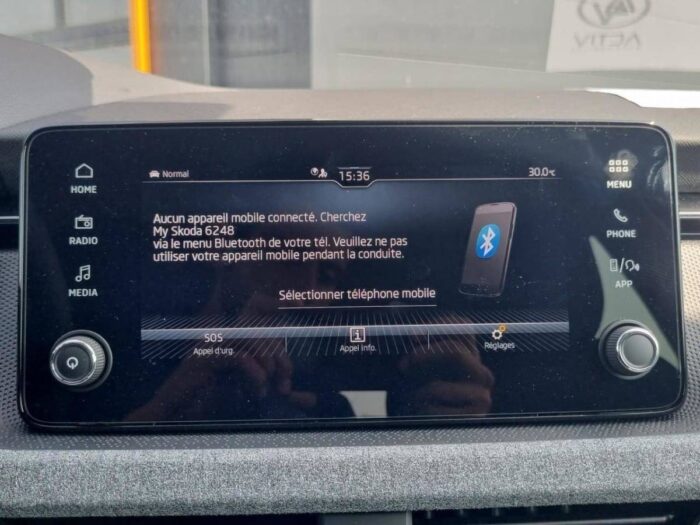 VITJA
HOME
RADIO
MEDIA
Normal
15:36
30.0°C
Aucun appareil mobile connecté. Cherchez
My Skoda 6248
via le menu Bluetooth de votre tél. Veuillez ne pas
utiliser votre appareil mobile pendant la conduite.
Sélectionner téléphone mobile
SOS
Appel d'urg.
i
Appel info.
Réglages
MENU
PHONE
APP